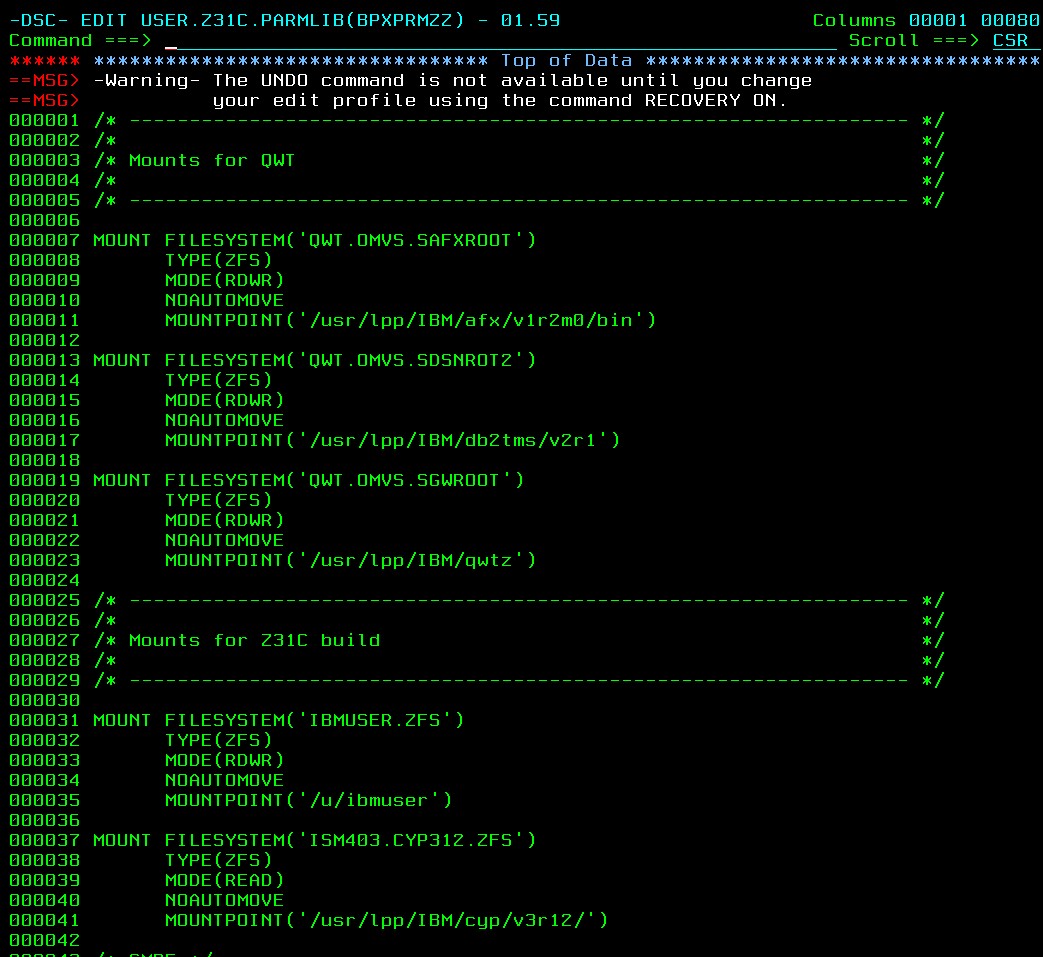 -DSC- EDIT USER.Z31C.PARMLIB(BPXPRMZZ) - 01.59 Columns 00001 00080
Command ===> _ Scroll ===> CSR
****** ********************************* Top of Data *********************************
==MSG> -Warning- The UNDO command is not available until you change
==MSG> your edit profile using the command RECOVERY ON.
000001 /* ----------------------------------------------------------------- */
000002 /* */
000003 /* Mounts for QWT */
000004 /* */
000005 /* ----------------------------------------------------------------- */
000006
000007 MOUNT FILESYSTEM('QWT.OMVS.SAFXROOT')
000008 TYPE(ZFS)
000009 MODE(RDWR)
000010 NOAUTOMOVE
000011 MOUNTPOINT('/usr/lpp/IBM/afx/v1r2m0/bin')
000012
000013 MOUNT FILESYSTEM('QWT.OMVS.SDSNROT2')
000014 TYPE(ZFS)
000015 MODE(RDWR)
000016 NOAUTOMOVE
000017 MOUNTPOINT('/usr/lpp/IBM/db2tms/v2r1')
000018
000019 MOUNT FILESYSTEM('QWT.OMVS.SGWROOT')
000020 TYPE(ZFS)
000021 MODE(RDWR)
000022 NOAUTOMOVE
000023 MOUNTPOINT('/usr/lpp/IBM/qwtz')
000024
000025 /* ----------------------------------------------------------------- */
000026 /* */
000027 /* Mounts for Z31C build */
000028 /* */
000029 /* ----------------------------------------------------------------- */
000030
000031 MOUNT FILESYSTEM('IBMUSER.ZFS')
000032 TYPE(ZFS)
000033 MODE(RDWR)
000034 NOAUTOMOVE
000035 MOUNTPOINT('/u/ibmuser')
000036
000037 MOUNT FILESYSTEM('ISM403.CYP312.ZFS')
000038 TYPE(ZFS)
000039 MODE(READ)
000040 NOAUTOMOVE
000041 MOUNTPOINT('/usr/lpp/IBM/cyp/v3r12/')
000042